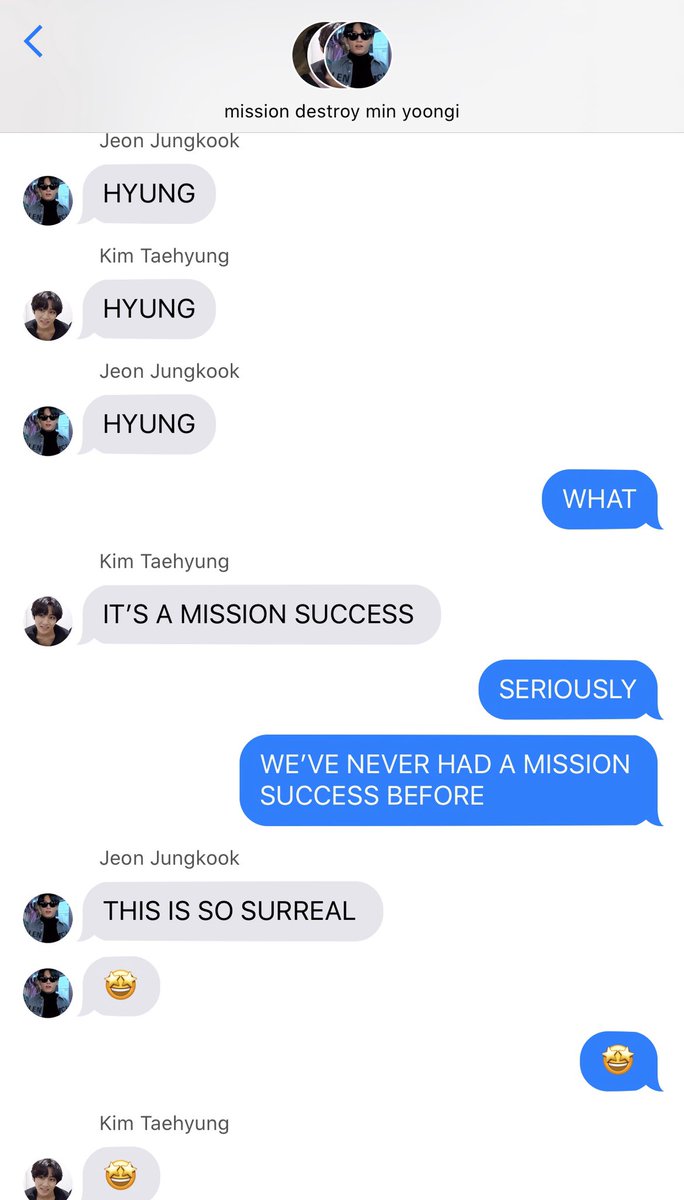 mission destroy min yoongi
Jeon Jungkook
HYUNG
Kim Taehyung
HYUNG
Jeon Jungkook
HYUNG
WHAT
Kim Taehyung
IT’S A MISSION SUCCESS
SERIOUSLY
WE’VE NEVER HAD A MISSION
SUCCESS BEFORE
Jeon Jungkook
THIS IS SO SURREAL
🤩
🤩
Kim Taehyung
🤩